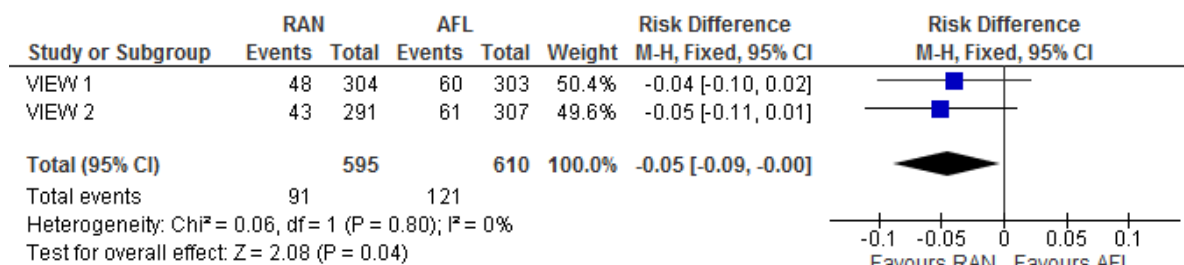 RAN AFL Risk Difference Risk Difference
Study or Subgroup Events Total Events Total Weight M-H, Fixed, 95% CI M-H, Fixed, 95% CI
VIEW 1 48 304 60 303 50.4% -0.04 [-0.10, 0.02]
VIEW 2 43 291 61 307 49.6% -0.05 [-0.11, 0.01]
Total (95% CI) 595 610 100.0% -0.05 [-0.09, -0.00]
Total events 91 121
Heterogeneity: Chi² = 0.06, df = 1 (P = 0.80); I² = 0%
Test for overall effect: Z = 2.08 (P = 0.04)
-0.1 -0.05 0 0.05 0.1
Favours RAN Favours AFL